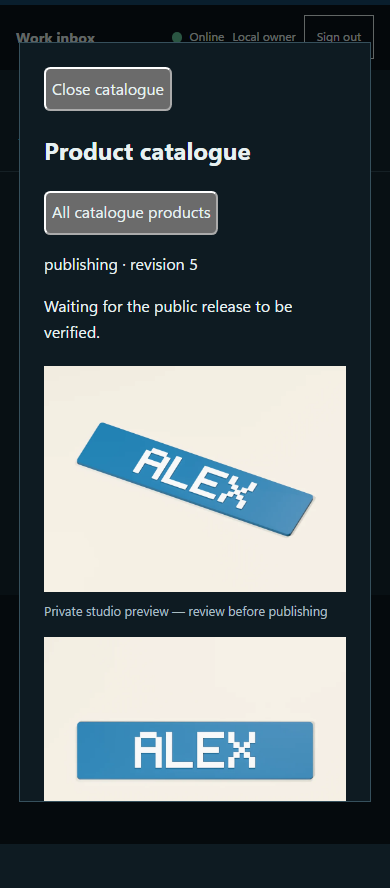 Work inbox
Online
Local owner
Sign out
Close catalogue
Product catalogue
All catalogue products
publishing · revision 5
Waiting for the public release to be
verified.
ALEX
Private studio preview — review before publishing
ALEX